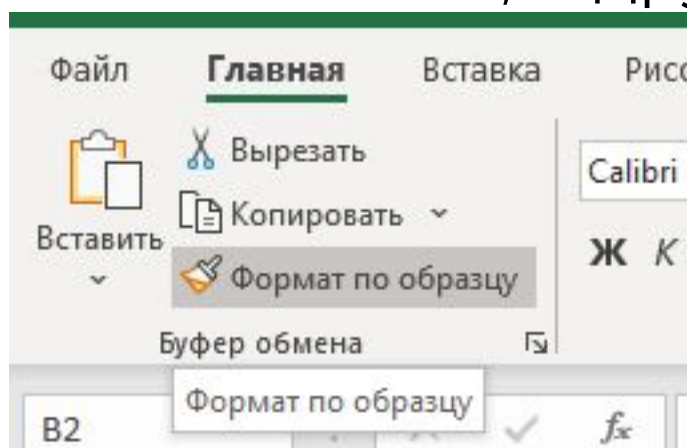 Файл Главная Вставка
Вырезать
Calibri
Копировать
Вставить
Ж К
Формат по образцу
Буфер обмена
Формат по образцу
B2
fx